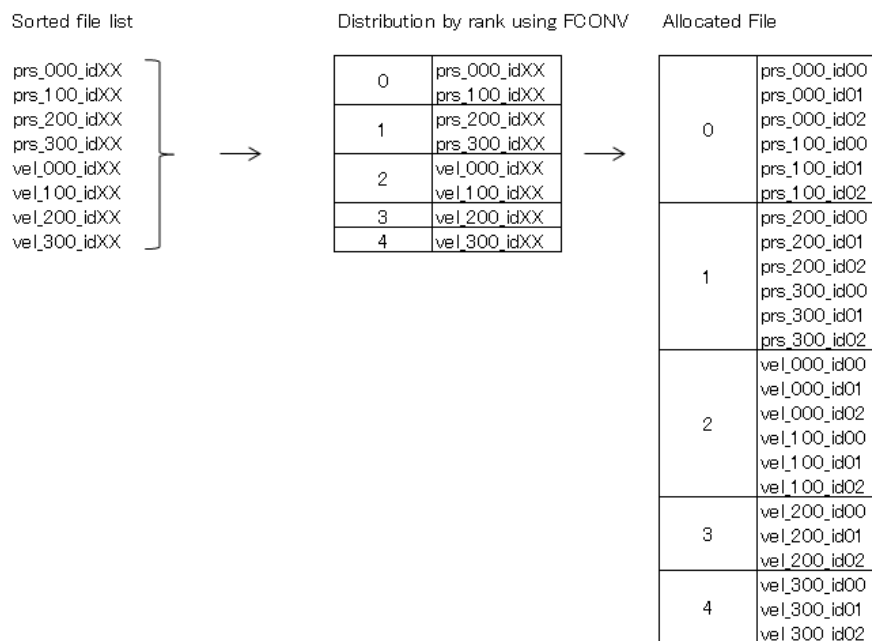 Sorted file list
prs_000_idXX
prs_100_idXX
prs_200_idXX
prs_300_idXX
vel_000_idXX
vel_100_idXX
vel_200_idXX
vel_300_idXX
Distribution by rank using FCONV
0
prs_000_idXX
prs_100_idXX
1
prs_200_idXX
prs_300_idXX
2
vel_000_idXX
vel_100_idXX
3
vel_200_idXX
4
vel_300_idXX
Allocated File
0
prs_000_id00
prs_000_id01
prs_000_id02
prs_100_id00
prs_100_id01
prs_100_id02
1
prs_200_id00
prs_200_id01
prs_200_id02
prs_300_id00
prs_300_id01
prs_300_id02
2
vel_000_id00
vel_000_id01
vel_000_id02
vel_100_id00
vel_100_id01
vel_100_id02
3
vel_200_id00
vel_200_id01
vel_200_id02
4
vel_300_id00
vel_300_id01
vel_300_id02